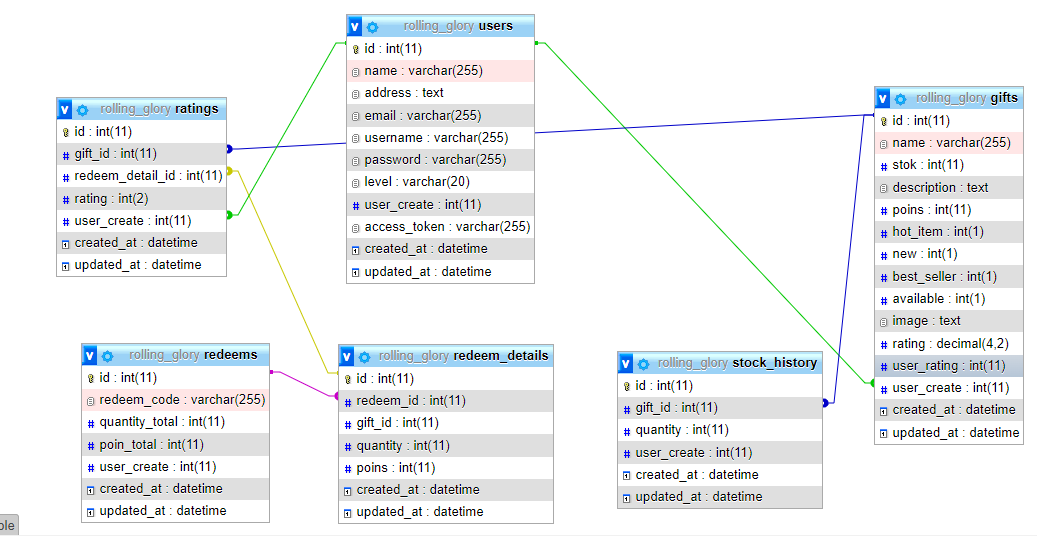 rolling_glory users
id : int(11)
name : varchar(255)
address : text
email : varchar(255)
username : varchar(255)
password : varchar(255)
level : varchar(20)
user_create : int(11)
access_token : varchar(255)
created_at : datetime
updated_at : datetime
rolling_glory ratings
id : int(11)
gift_id : int(11)
redeem_detail_id : int(11)
rating : int(2)
user_create : int(11)
created_at : datetime
updated_at : datetime
rolling_glory gifts
id : int(11)
name : varchar(255)
stok : int(11)
description : text
poins : int(11)
hot_item : int(1)
new : int(1)
best_seller : int(1)
available : int(1)
image : text
rating : decimal(4,2)
user_rating : int(11)
user_create : int(11)
created_at : datetime
updated_at : datetime
rolling_glory redeems
id : int(11)
redeem_code : varchar(255)
quantity_total : int(11)
poin_total : int(11)
user_create : int(11)
created_at : datetime
updated_at : datetime
rolling_glory redeem_details
id : int(11)
redeem_id : int(11)
gift_id : int(11)
quantity : int(11)
poins : int(11)
created_at : datetime
updated_at : datetime
rolling_glory stock_history
id : int(11)
gift_id : int(11)
quantity : int(11)
user_create : int(11)
created_at : datetime
updated_at : datetime
ole